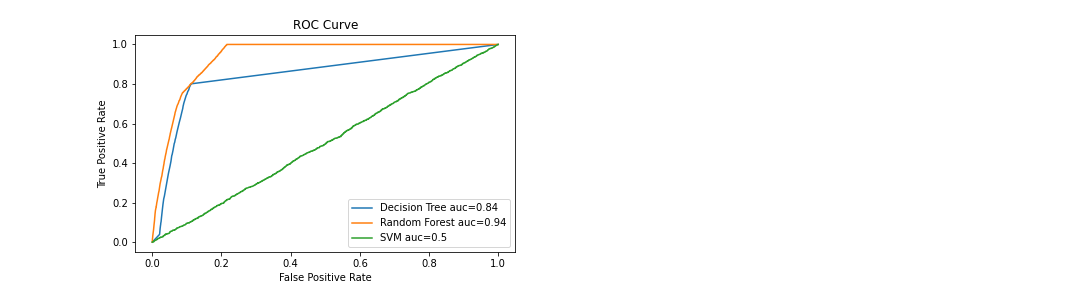 ROC Curve
True Positive Rate
1.0
0.8
0.6
0.4
0.2
0.0
Decision Tree auc=0.84
Random Forest auc=0.94
SVM auc=0.5
0.0 0.2 0.4 0.6 0.8 1.0
False Positive Rate